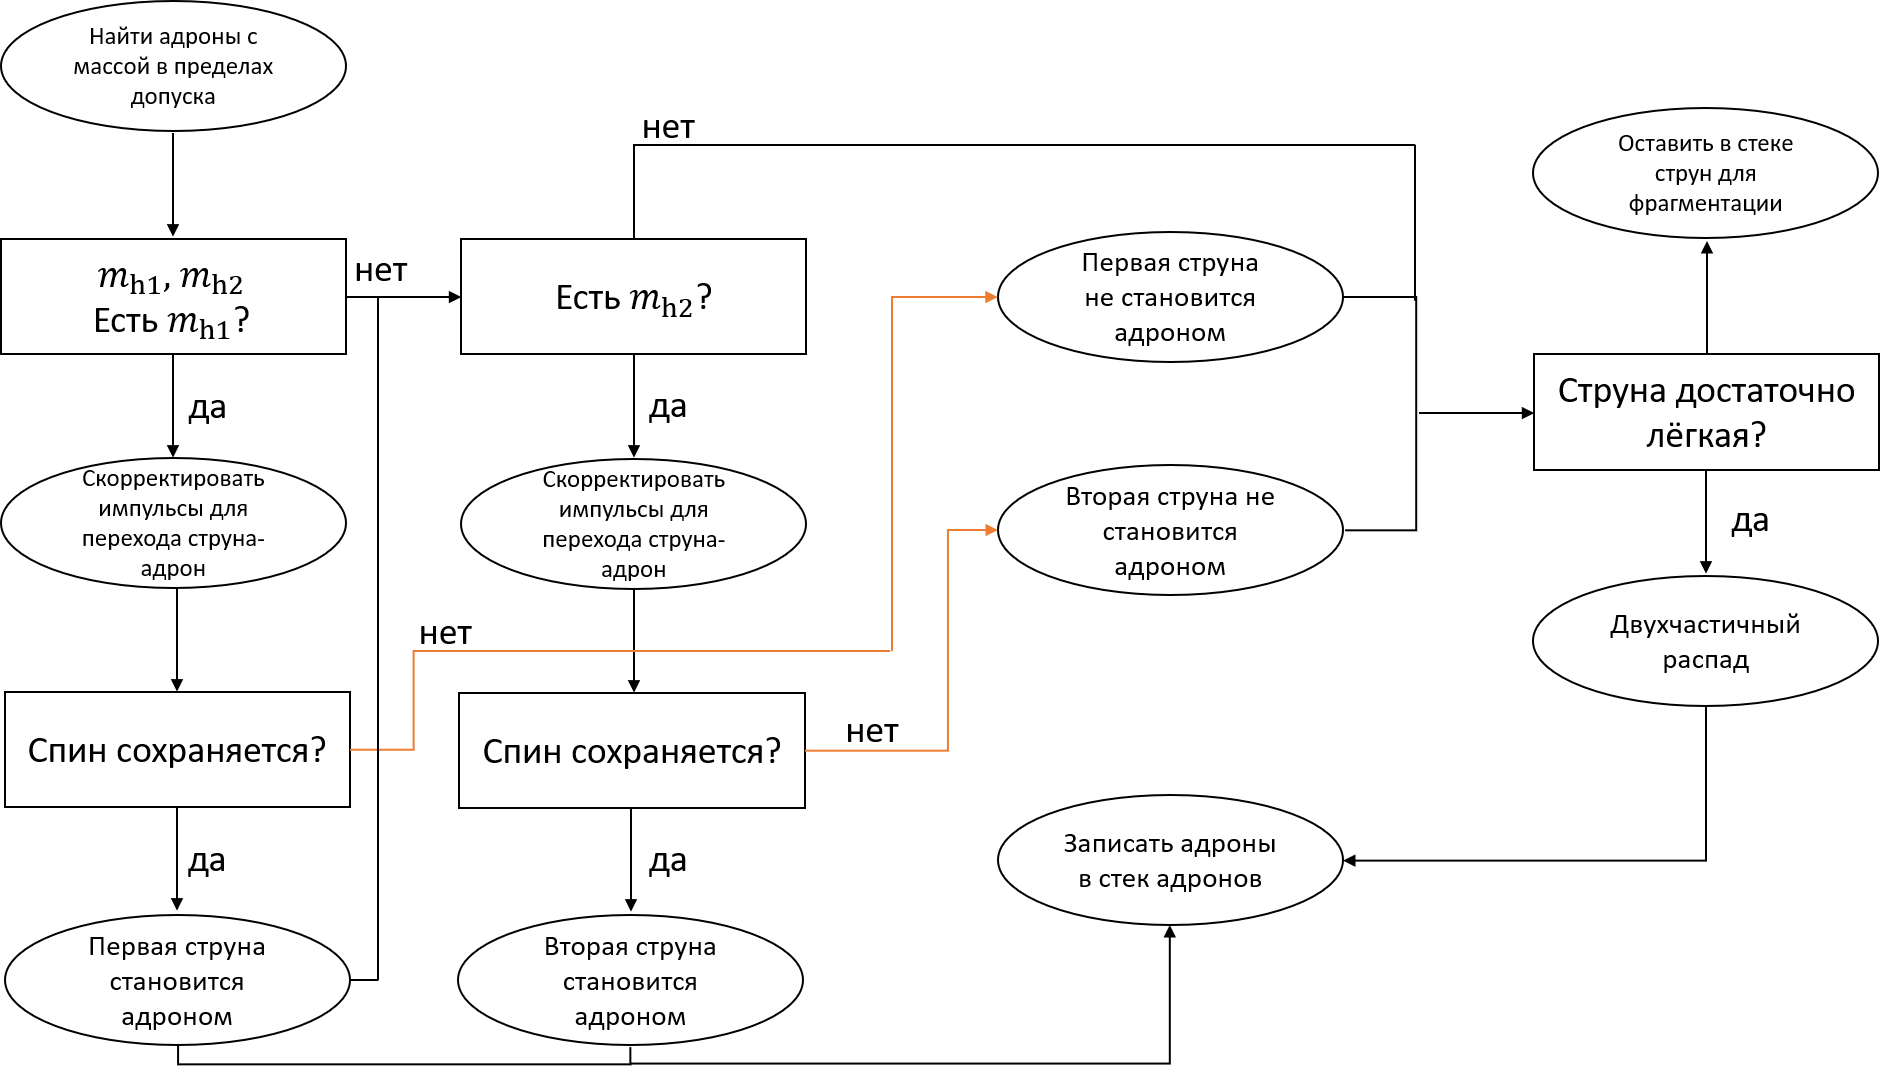 Найти адроны с
массой в пределах
допуска
m_h1, m_h2
Есть m_h1?
нет
да
Скорректировать
импульсы для
перехода струна-
адрон
Спин сохраняется?
нет
да
Первая струна
становится
адроном
Есть m_h2?
нет
да
Скорректировать
импульсы для
перехода струна-
адрон
Спин сохраняется?
нет
да
Вторая струна
становится
адроном
Первая струна
не становится
адроном
Вторая струна не
становится
адроном
Записать адроны
в стек адронов
Оставить в стеке
струн для
фрагментации
Струна достаточно
лёгкая?
да
Двухчастичный
распад